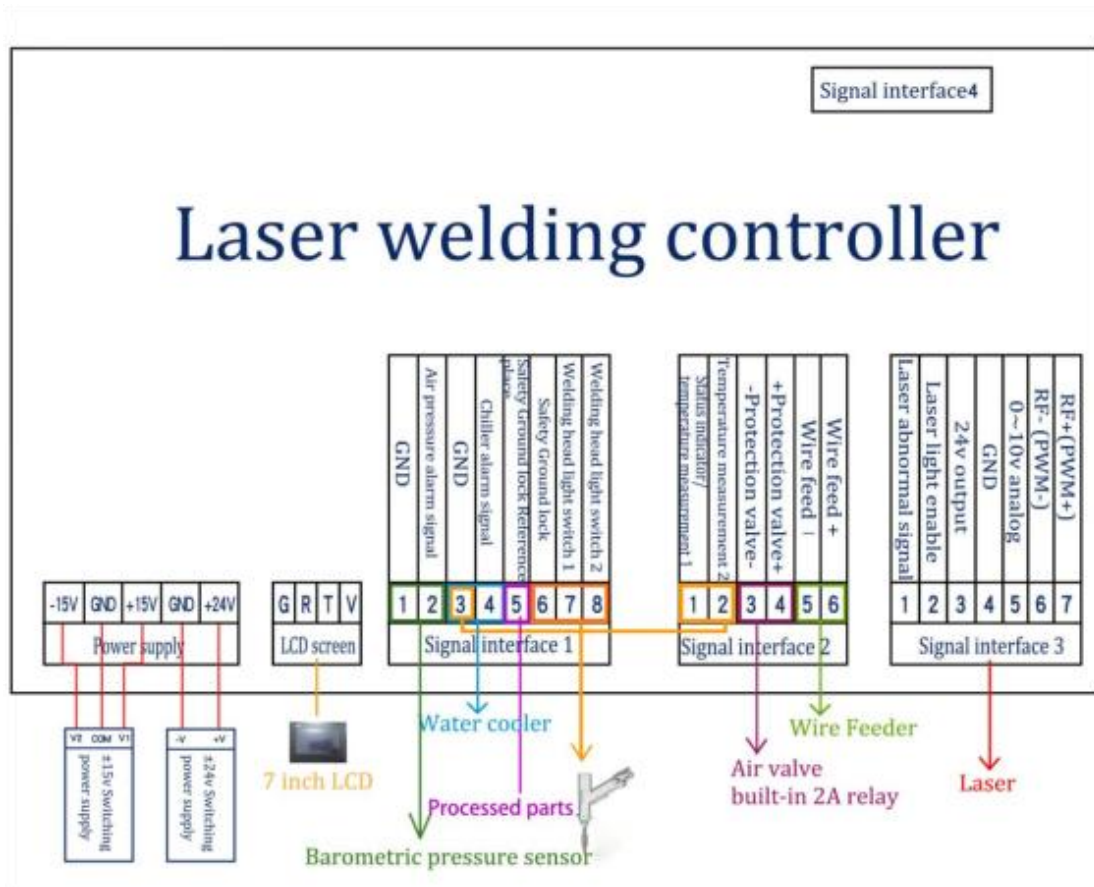 Signal interface4
Laser welding controller
GND
Air pressure alarm signal
GND
Chiller alarm signal
Safety Ground lock Reference
place
Safety Ground lock
Welding head light switch 1
Welding head light switch 2
Status indicator/
temperature measurement 1
Temperature measurement 2
-Protection valve-
+Protection valve+
Wire feed |
Wire feed +
Laser abnormal signal
Laser light enable
24v output
GND
0~10v analog
RF- (PWM-)
RF+(PWM+)
-15V GND +15V GND +24V
Power supply
G R T V
LCD screen
1 2 3 4 5 6 7 8
Signal interface 1
1 2 3 4 5 6
Signal interface 2
1 2 3 4 5 6 7
Signal interface 3
V2 COM V1
±15v Switching
power supply
-V +V
±24v Switching
power supply
7 inch LCD
Water cooler
Processed parts
Barometric pressure sensor
Air valve
built-in 2A relay
Wire Feeder
Laser